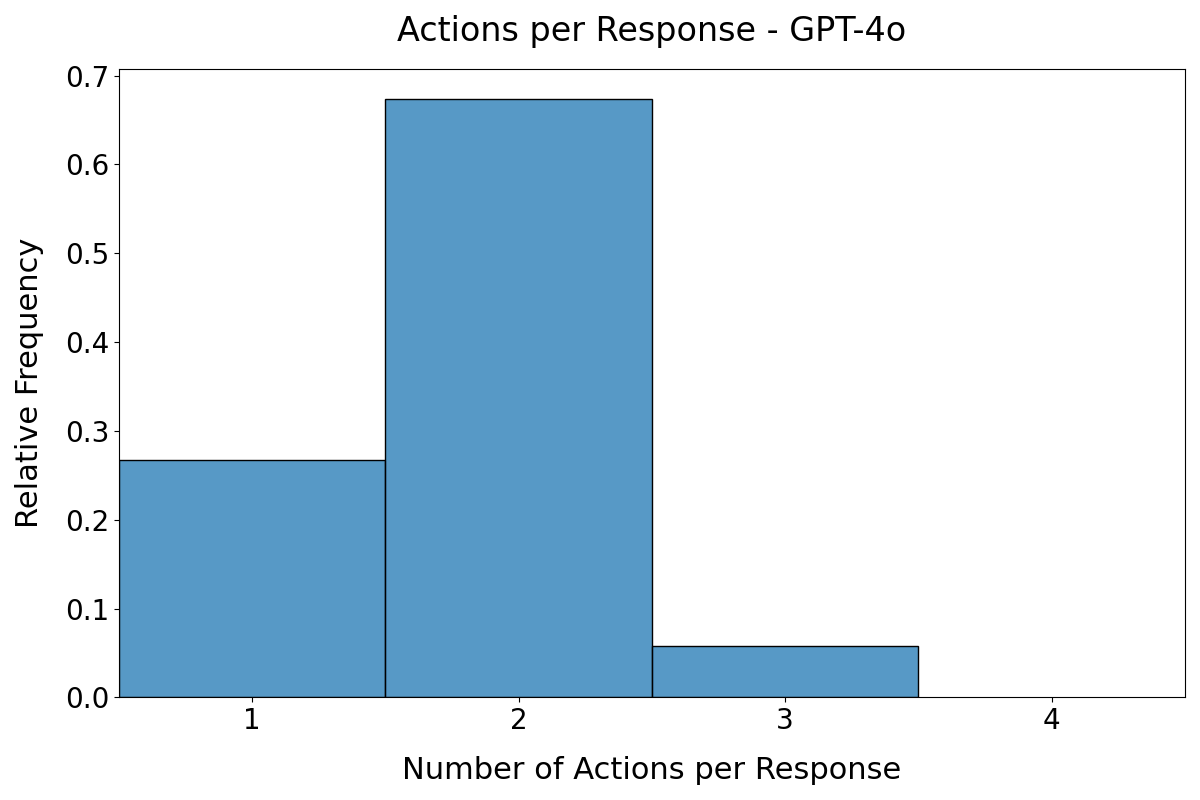 Actions per Response - GPT-4o
Relative Frequency
0.7
0.6
0.5
0.4
0.3
0.2
0.1
0.0
1 2 3 4
Number of Actions per Response